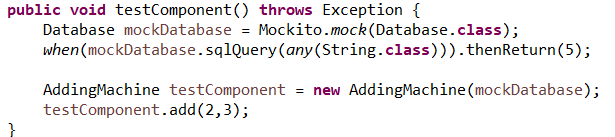 public void testComponent() throws Exception {
    Database mockDatabase = Mockito.mock(Database.class);
    when(mockDatabase.sqlQuery(any(String.class))).thenReturn(5);

    AddingMachine testComponent = new AddingMachine(mockDatabase);
    testComponent.add(2,3);
}